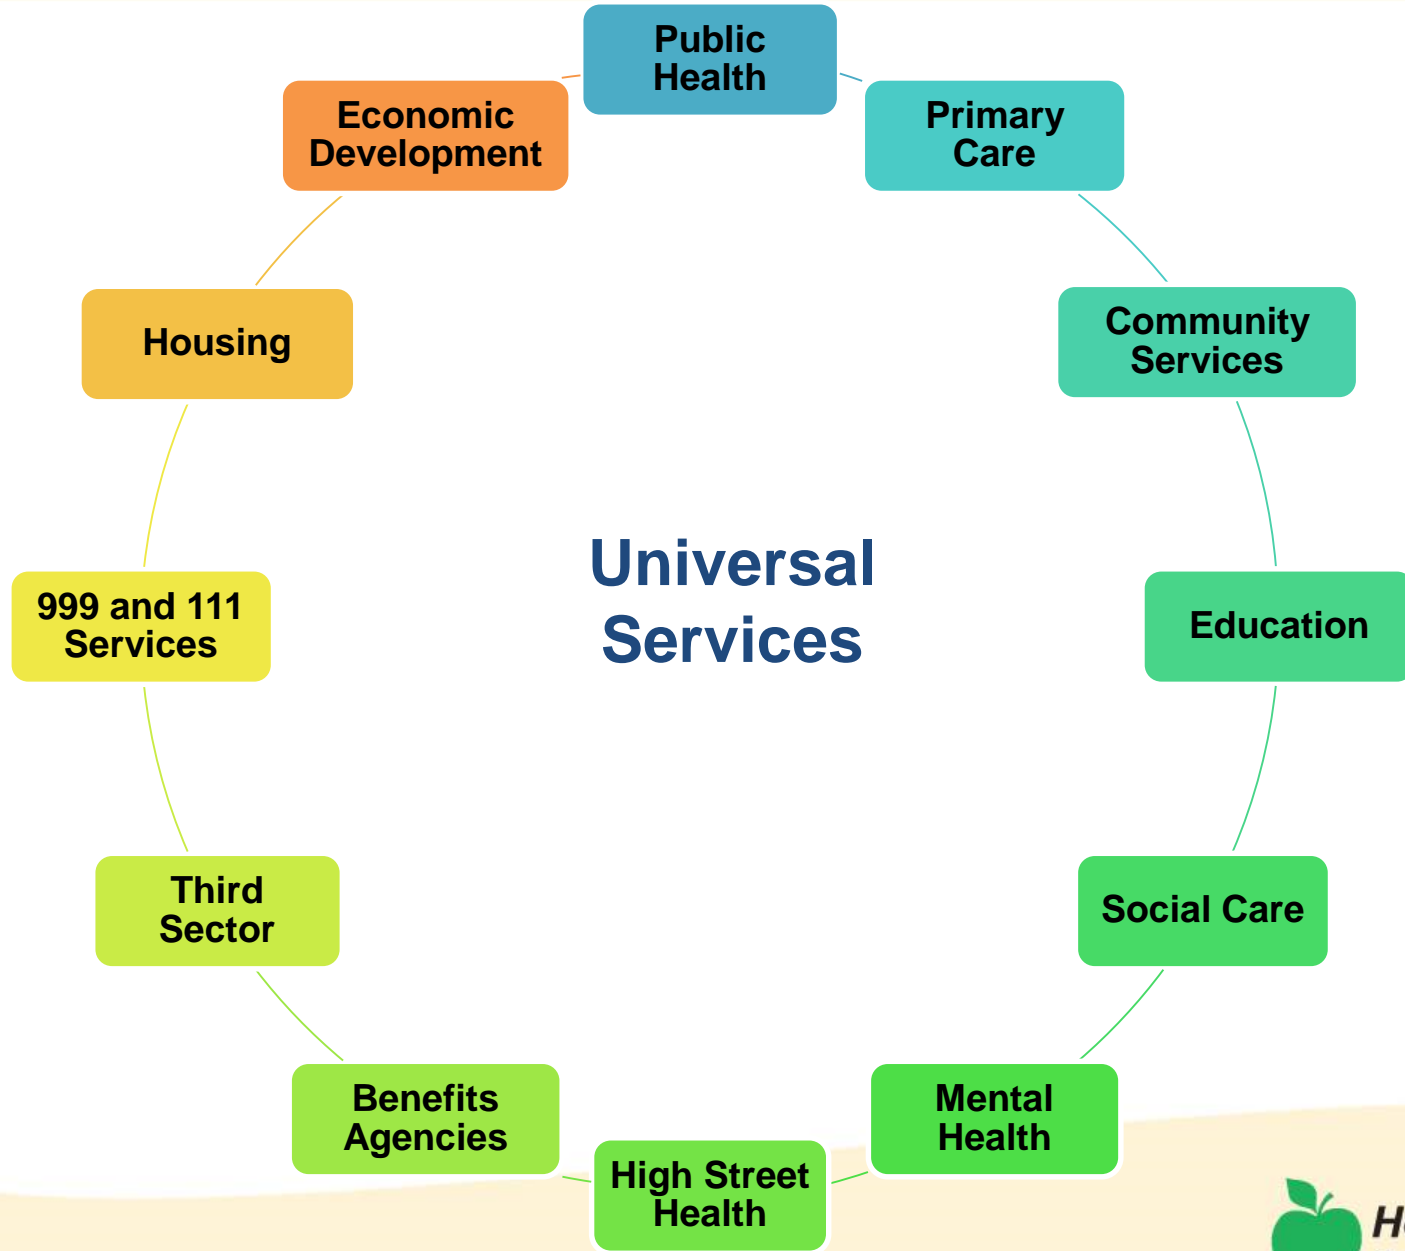 Public
Health
Primary
Care
Community
Services
Education
Social Care
Mental
Health
High Street
Health
Benefits
Agencies
Third
Sector
999 and 111
Services
Housing
Economic
Development
Universal
Services